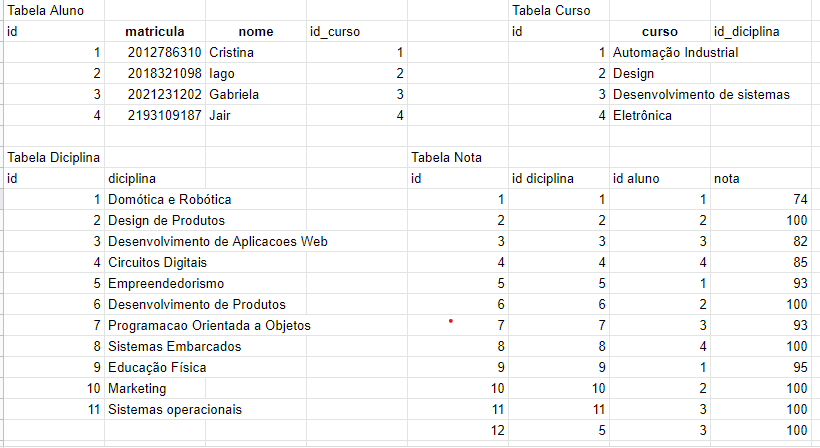 Tabela Aluno Tabela Curso
id matricula nome id_curso id curso id_diciplina
1 2012786310 Cristina 1 1 Automação Industrial
2 2018321098 Iago 2 2 Design
3 2021231202 Gabriela 3 3 Desenvolvimento de sistemas
4 2193109187 Jair 4 4 Eletrônica
Tabela Diciplina Tabela Nota
id diciplina id id diciplina id aluno nota
1 Domótica e Robótica 1 1 1 74
2 Design de Produtos 2 2 2 100
3 Desenvolvimento de Aplicacoes Web 3 3 3 82
4 Circuitos Digitais 4 4 4 85
5 Empreendedorismo 5 5 1 93
6 Desenvolvimento de Produtos 6 6 2 100
7 Programacao Orientada a Objetos 7 7 3 93
8 Sistemas Embarcados 8 8 4 100
9 Educação Física 9 9 1 95
10 Marketing 10 10 2 100
11 Sistemas operacionais 11 11 3 100
12 5 3 100